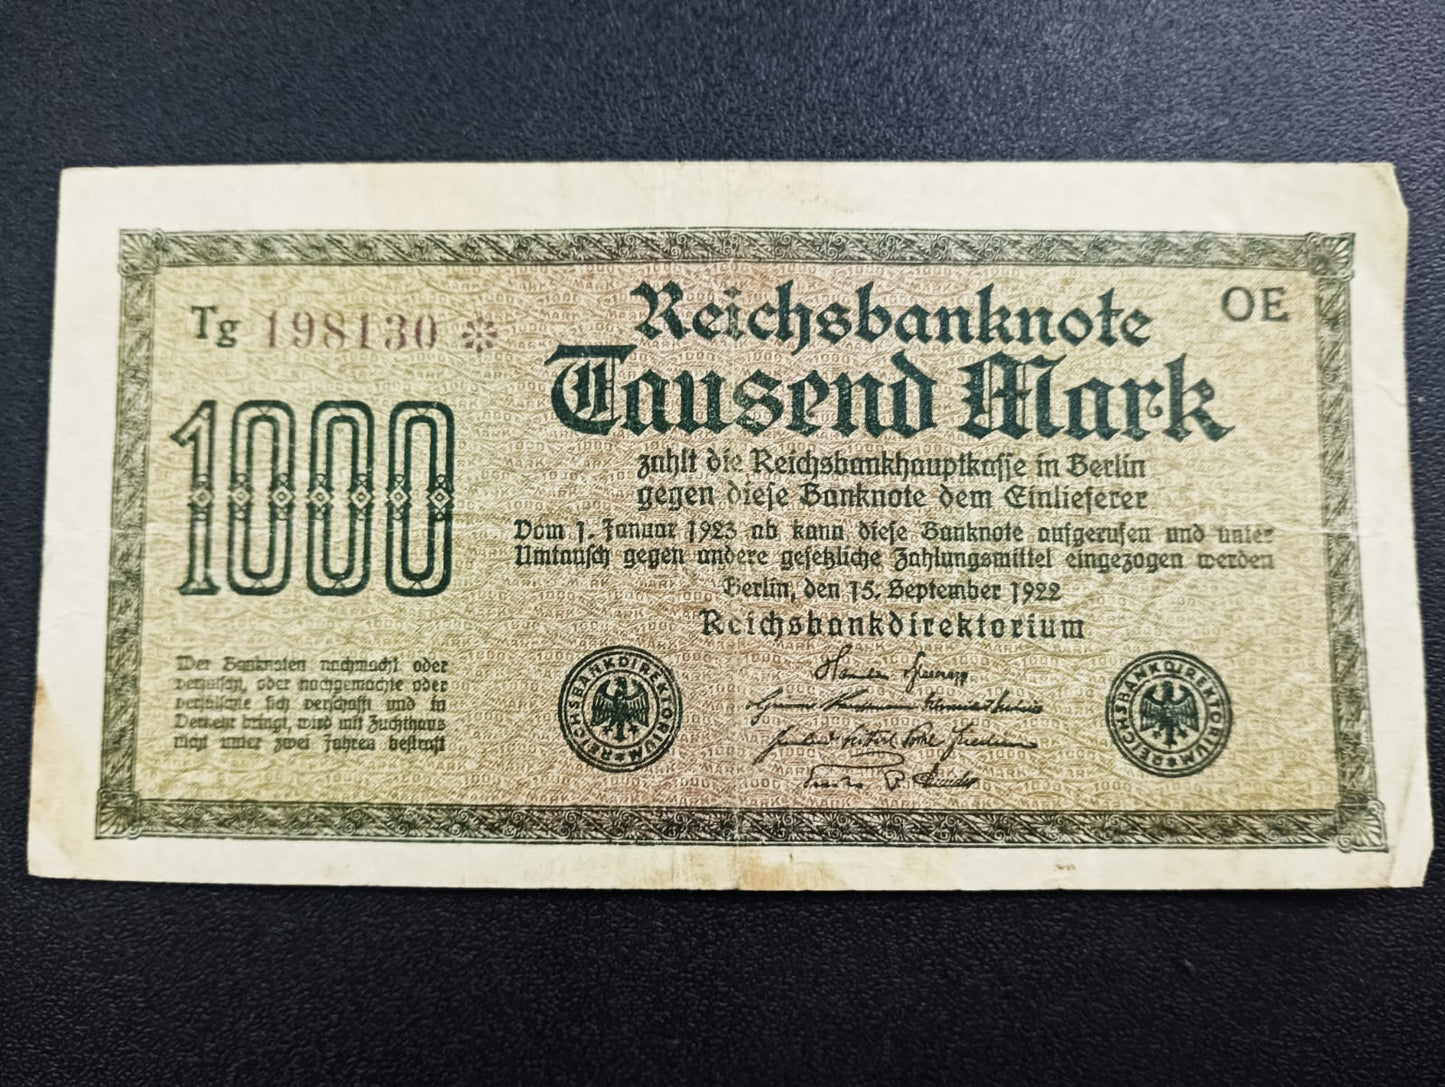 Tg 198130 *
OE
1000
Reichsbanknote
Tausend Mark
zahlt die Reichsbankhauptkasse in Berlin
gegen diese Banknote dem Einlieferer
Vom 1. Januar 1923 ab kann diese Banknote aufgerufen und unter
Umtausch gegen andere gesetzliche Zahlungsmittel eingezogen werden
Berlin, den 15. September 1922
Reichsbankdirektorium
Wer Banknoten nachmacht oder
verfälscht, oder nachgemachte oder
verfälschte sich verschafft und in
Verkehr bringt, wird mit Zuchthaus
nicht unter zwei Jahren bestraft
REICHSBANKDIREKTORIUM
REICHSBANKDIREKTORIUM